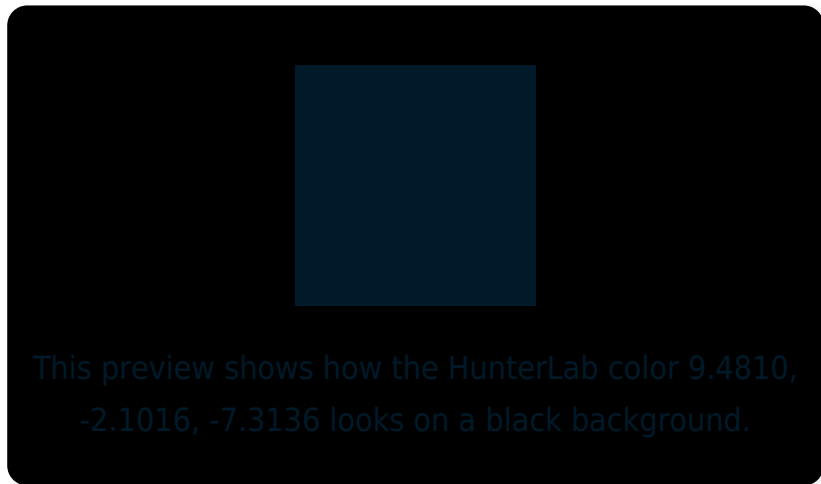 This preview shows how the HunterLab color 9.4810,
-2.1016, -7.3136 looks on a black background.